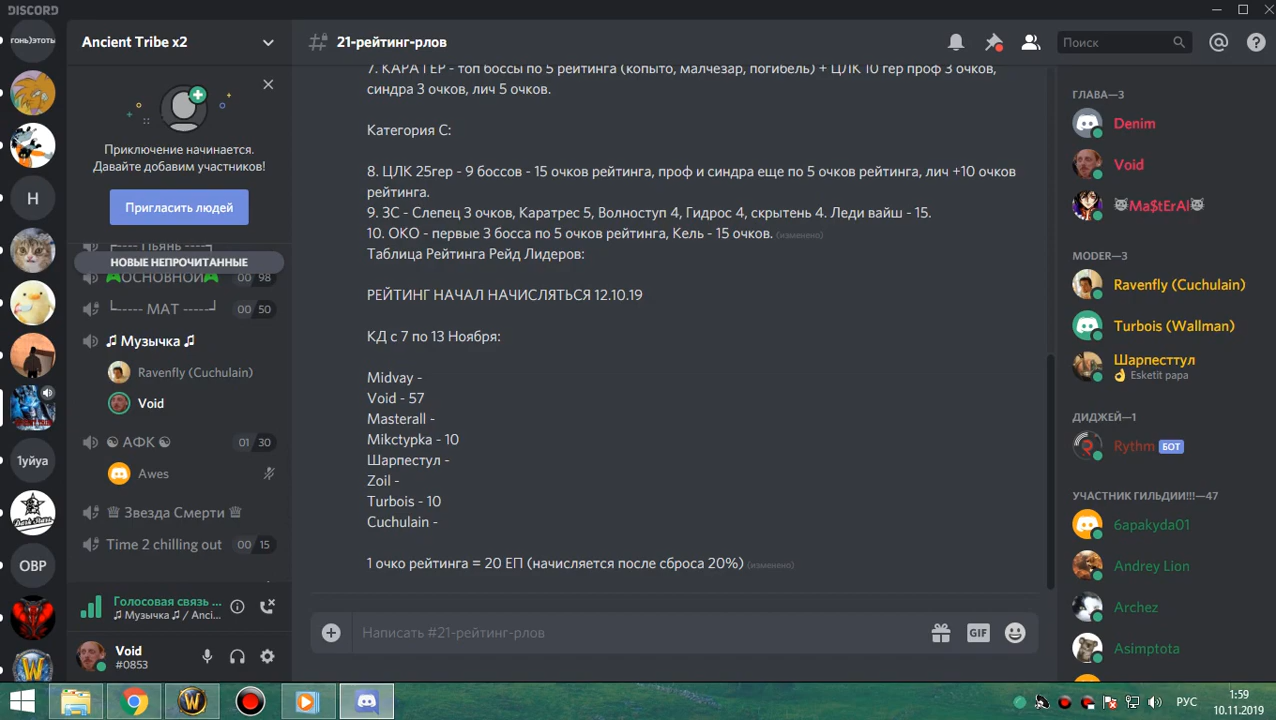 DISCORD
гонь)этоты
Н
1уйуа
ОВР
Ancient Tribe x2
Приключение начинается.
Давайте добавим участников!
Пригласить людей
НОВЫЕ НЕПРОЧИТАННЫЕ
ОСНОВНОЙ 00 98
└----- МАТ -----┘ 00 50
♫ Музычка ♫
Ravenfly (Cuchulain)
Void
☯ АФК ☯ 01 30
Awes
♕ Звезда Смерти ♕
Time 2 chilling out 00 15
Голосовая связь ...
♫ Музычка ♫ / Anci...
Void
#0853
21-рейтинг-рлов
Поиск
7. КАРА ГЕР - топ боссы по 5 рейтинга (копыто, малчезар, погибель) + ЦЛК 10 гер проф 3 очков,
синдра 3 очков, лич 5 очков.
Категория С:
8. ЦЛК 25гер - 9 боссов - 15 очков рейтинга, проф и синдра еще по 5 очков рейтинга, лич +10 очков
рейтинга.
9. ЗС - Слепец 3 очков, Каратрес 5, Волноступ 4, Гидрос 4, скрытень 4. Леди вайш - 15.
10. ОКО - первые 3 босса по 5 очков рейтинга, Кель - 15 очков. (изменено)
Таблица Рейтинга Рейд Лидеров:
РЕЙТИНГ НАЧАЛ НАЧИСЛЯТЬСЯ 12.10.19
КД с 7 по 13 Ноября:
Midvay -
Void - 57
Masterall -
Mikctypka - 10
Шарпестул -
Zoil -
Turbois - 10
Cuchulain -
1 очко рейтинга = 20 ЕП (начисляется после сброса 20%) (изменено)
Написать #21-рейтинг-рлов
GIF
ГЛАВА—3
Denim
Void
Ma$tErAl
MODER—3
Ravenfly (Cuchulain)
Turbois (Wallman)
Шарпесттул
Esketit papa
ДИДЖЕЙ—1
Rythm БОТ
УЧАСТНИК ГИЛЬДИИ!!!—47
6apakyda01
Andrey Lion
Archez
Asimptota
РУС
1:59
10.11.2019